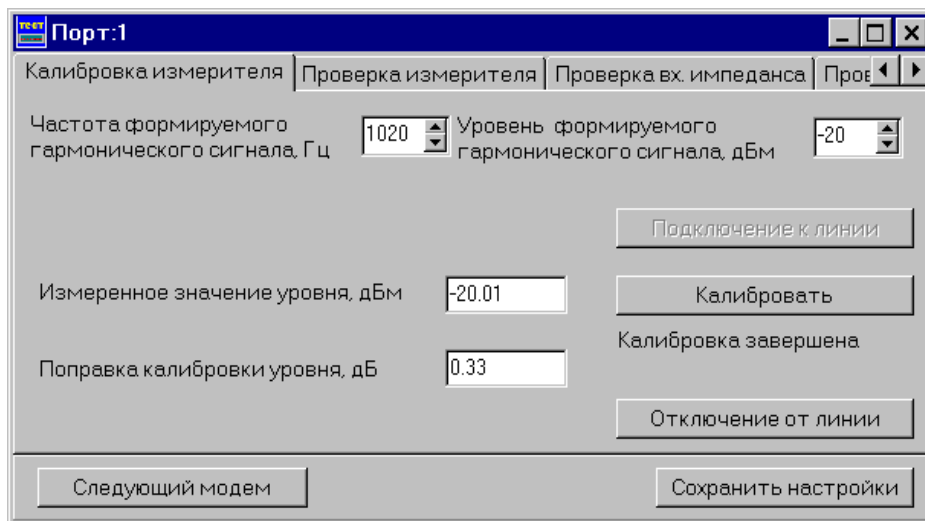 тест
Порт:1
Калибровка измерителя
Проверка измерителя
Проверка вх. импеданса
Частота формируемого
гармонического сигнала, Гц
1020
Уровень формируемого
гармонического сигнала, дБм
-20
Подключение к линии
Измеренное значение уровня, дБм
-20.01
Калибровать
Калибровка завершена
Поправка калибровки уровня, дБ
0.33
Отключение от линии
Следующий модем
Сохранить настройки